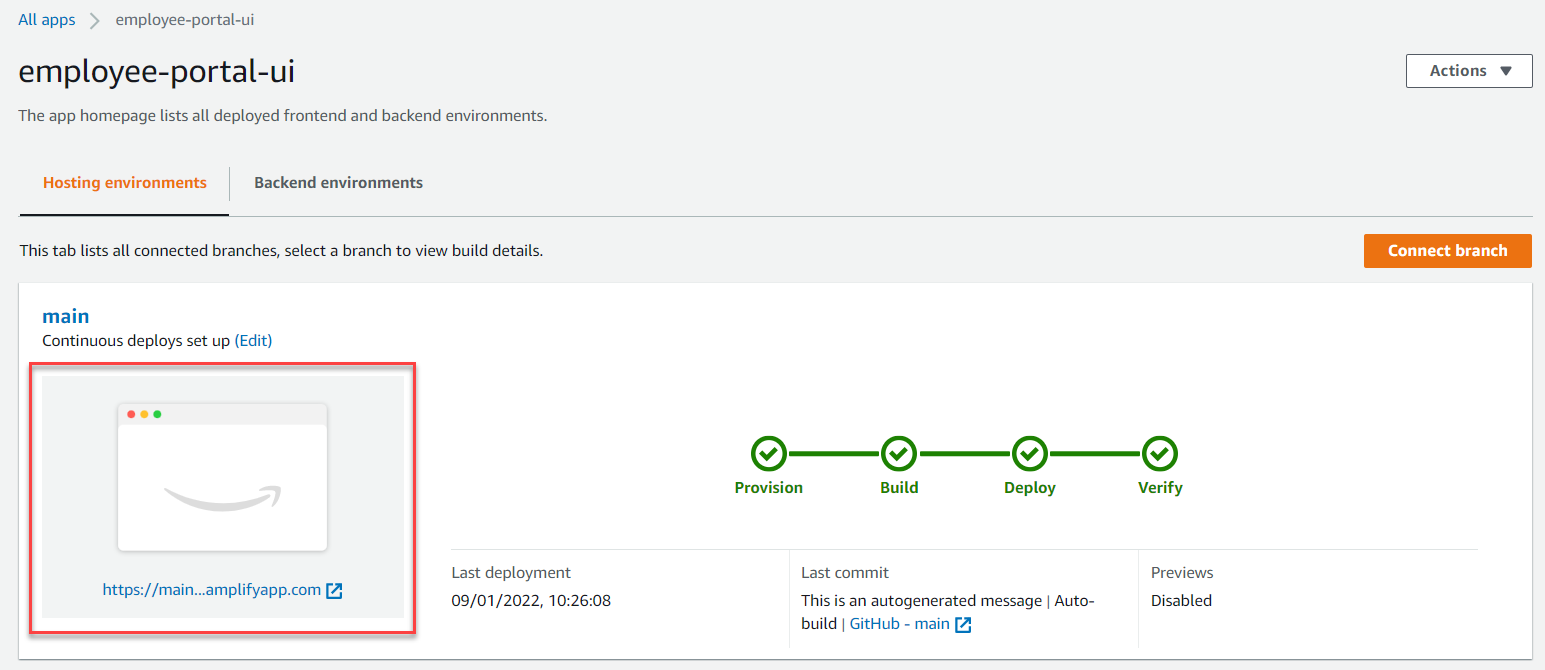 All apps employee-portal-ui
employee-portal-ui
Actions
The app homepage lists all deployed frontend and backend environments.
Hosting environments Backend environments
This tab lists all connected branches, select a branch to view build details.
Connect branch
main
Continuous deploys set up (Edit)
https://main...amplifyapp.com
Provision Build Deploy Verify
Last deployment
09/01/2022, 10:26:08
Last commit
This is an autogenerated message | Auto-
build | GitHub - main
Previews
Disabled